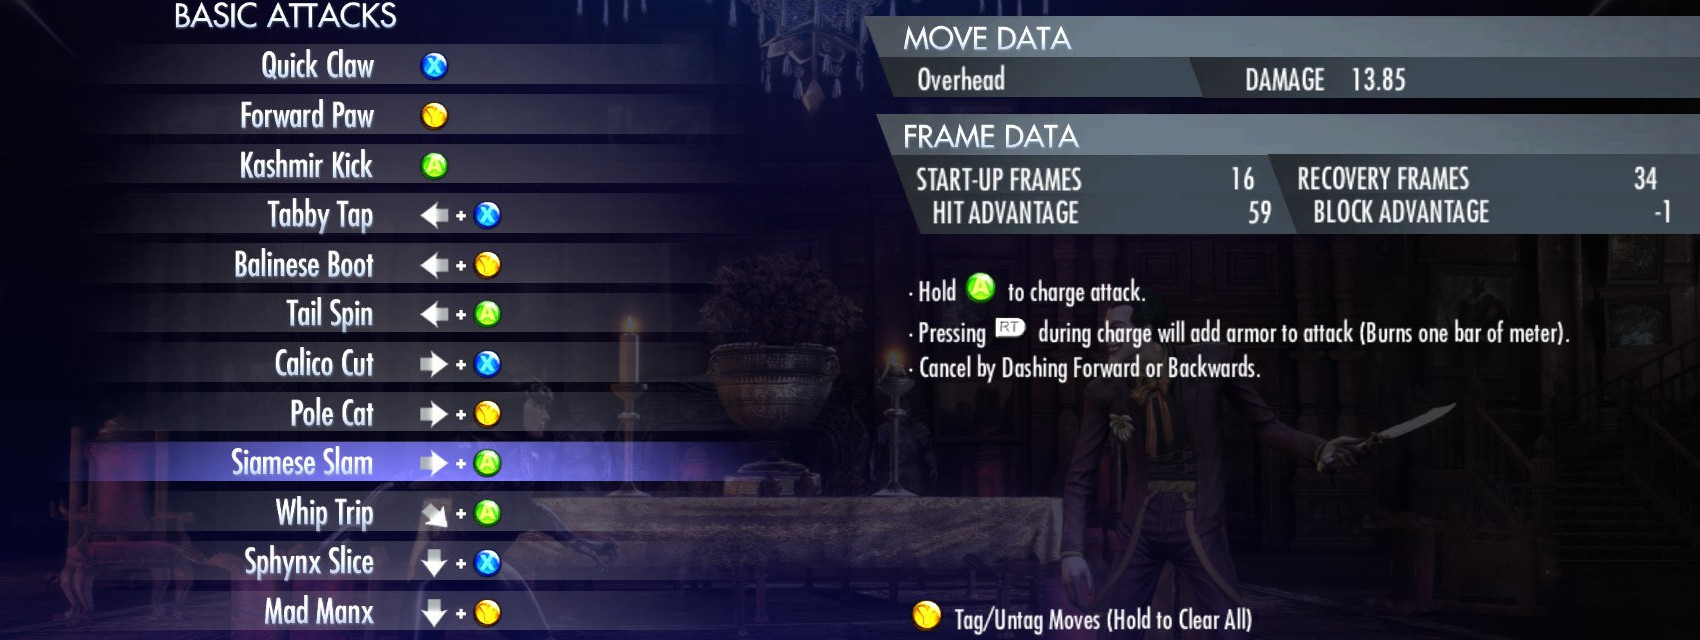 BASIC ATTACKS
Quick Claw X
Forward Paw Y
Kashmir Kick A
Tabby Tap + X
Balinese Boot + Y
Tail Spin + A
Calico Cut + X
Pole Cat + Y
Siamese Slam + A
Whip Trip + A
Sphynx Slice + X
Mad Manx + Y
MOVE DATA
Overhead DAMAGE 13.85
FRAME DATA
START-UP FRAMES 16 RECOVERY FRAMES 34
HIT ADVANTAGE 59 BLOCK ADVANTAGE -1
· Hold A to charge attack.
· Pressing RT during charge will add armor to attack (Burns one bar of meter).
· Cancel by Dashing Forward or Backwards.
Y Tag/Untag Moves (Hold to Clear All)